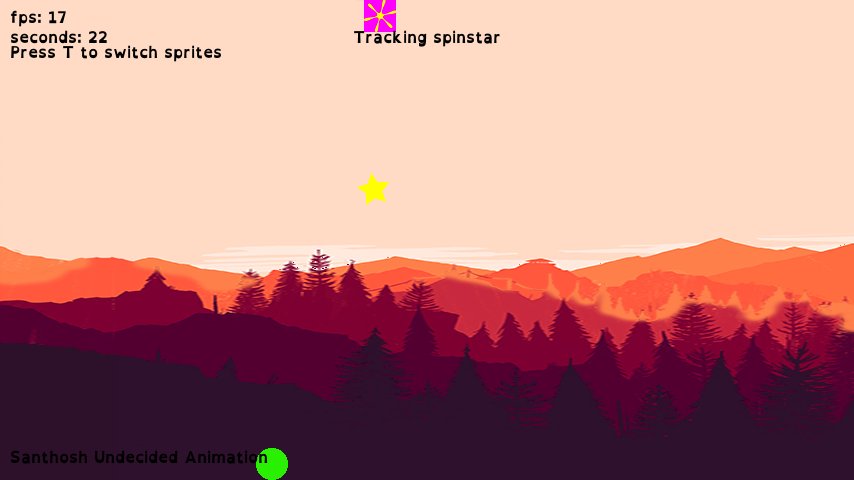 fps: 17
seconds: 22
Press T to switch sprites
Tracking spinstar
Santhosh Undecided Animation